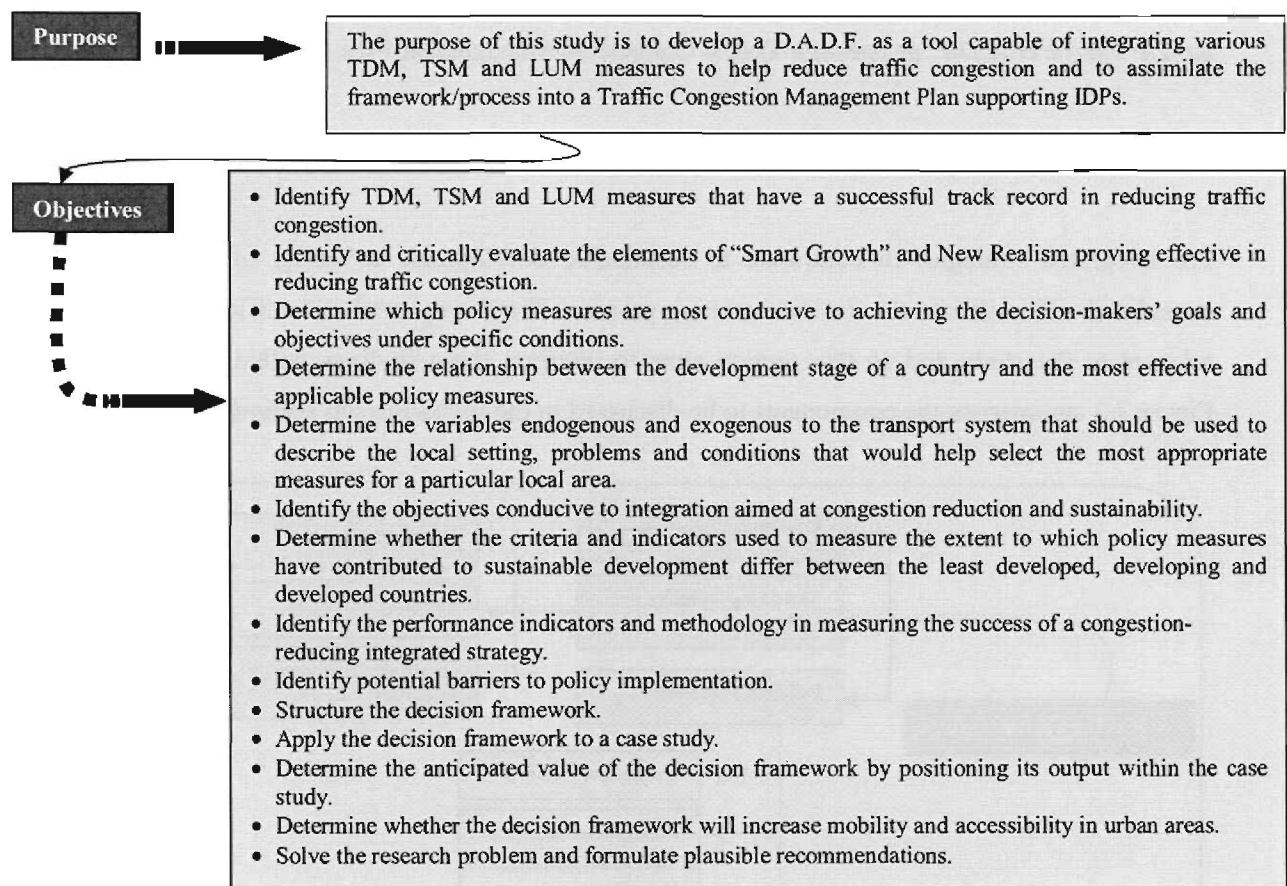 Purpose
The purpose of this study is to develop a D.A.D.F. as a tool capable of integrating various
TDM, TSM and LUM measures to help reduce traffic congestion and to assimilate the
framework/process into a Traffic Congestion Management Plan supporting IDPs.
Objectives
• Identify TDM, TSM and LUM measures that have a successful track record in reducing traffic
congestion.
• Identify and critically evaluate the elements of “Smart Growth” and New Realism proving effective in
reducing traffic congestion.
• Determine which policy measures are most conducive to achieving the decision-makers’ goals and
objectives under specific conditions.
• Determine the relationship between the development stage of a country and the most effective and
applicable policy measures.
• Determine the variables endogenous and exogenous to the transport system that should be used to
describe the local setting, problems and conditions that would help select the most appropriate
measures for a particular local area.
• Identify the objectives conducive to integration aimed at congestion reduction and sustainability.
• Determine whether the criteria and indicators used to measure the extent to which policy measures
have contributed to sustainable development differ between the least developed, developing and
developed countries.
• Identify the performance indicators and methodology in measuring the success of a congestion-
reducing integrated strategy.
• Identify potential barriers to policy implementation.
• Structure the decision framework.
• Apply the decision framework to a case study.
• Determine the anticipated value of the decision framework by positioning its output within the case
study.
• Determine whether the decision framework will increase mobility and accessibility in urban areas.
• Solve the research problem and formulate plausible recommendations.